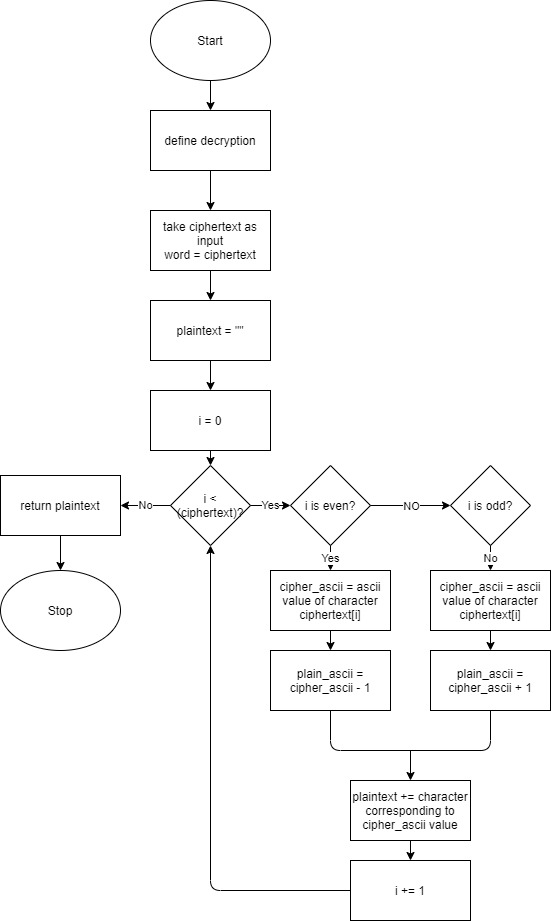 Start
define decryption
take ciphertext as
input
word = ciphertext
plaintext = ""
i = 0
i <
(ciphertext)?
No
return plaintext
Stop
Yes
i is even?
NO
i is odd?
Yes
No
cipher_ascii = ascii
value of character
ciphertext[i]
cipher_ascii = ascii
value of character
ciphertext[i]
plain_ascii =
cipher_ascii - 1
plain_ascii =
cipher_ascii + 1
plaintext += character
corresponding to
cipher_ascii value
i += 1